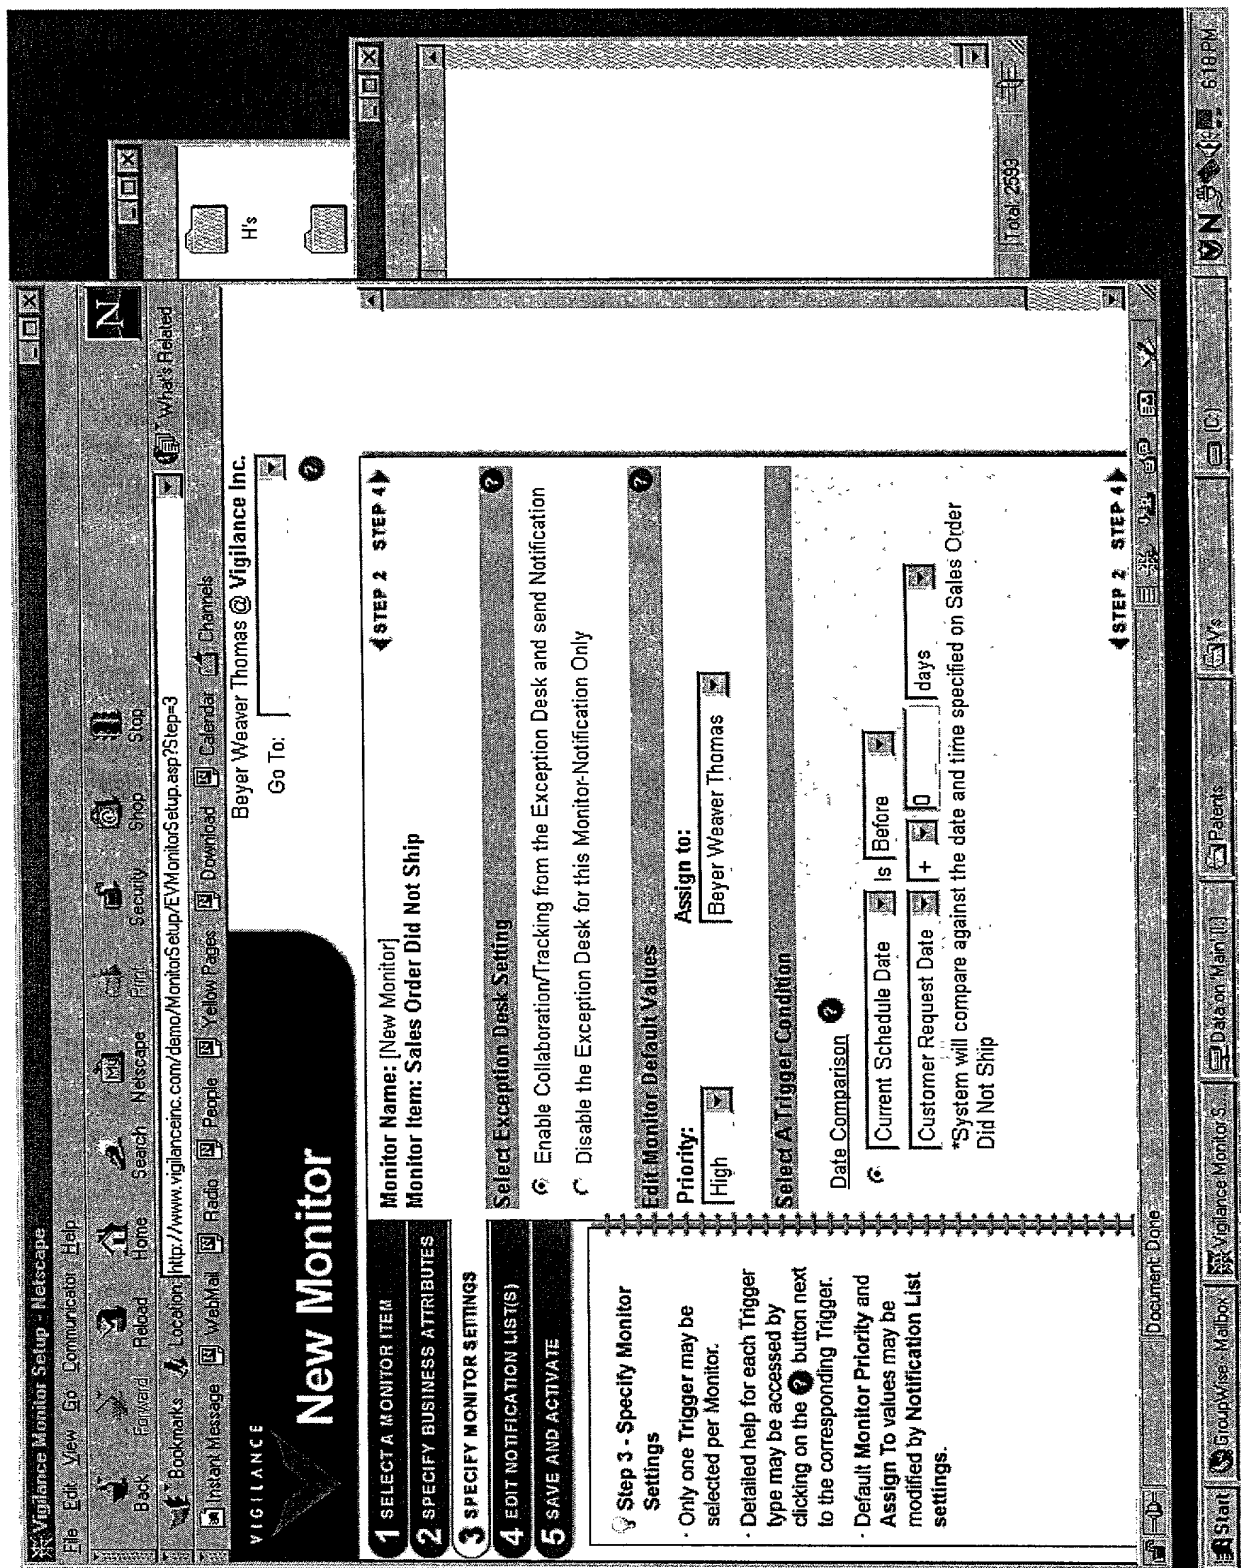 Vigilance Monitor Setup - Netscape
File Edit View Go Communicator Help
Back Forward Reload Home Search Netscape Print Security Shop Stop
Bookmarks Location: http://www.vigilanceinc.com/demo/MonitorSetup/EVMonitorSetup.asp?Step=3 What's Related
Instant Message WebMail Radio People Yellow Pages Download Calendar Channels
N
VIGILANCE
New Monitor
Beyer Weaver Thomas @ Vigilance Inc.
Go To:
?
1 SELECT A MONITOR ITEM
2 SPECIFY BUSINESS ATTRIBUTES
3 SPECIFY MONITOR SETTINGS
4 EDIT NOTIFICATION LIST(S)
5 SAVE AND ACTIVATE
Step 3 - Specify Monitor
Settings
· Only one Trigger may be
selected per Monitor.
· Detailed help for each Trigger
type may be accessed by
clicking on the ? button next
to the corresponding Trigger.
· Default Monitor Priority and
Assign To values may be
modified by Notification List
settings.
Monitor Name: [New Monitor]
STEP 2 STEP 4
Monitor Item: Sales Order Did Not Ship
Select Exception Desk Setting ?
Enable Collaboration/Tracking from the Exception Desk and send Notification
Disable the Exception Desk for this Monitor-Notification Only
Edit Monitor Default Values ?
Priority: Assign to:
High Beyer Weaver Thomas
Select A Trigger Condition
Date Comparison ?
Current Schedule Date Is Before
Customer Request Date + 0 days
*System will compare against the date and time specified on Sales Order
Did Not Ship
STEP 2 STEP 4
Document: Done
H's
Total: 2593
Start GroupWise - Mailbox Vigilance Monitor S... Data on 'Main' (I:) Patents V's (C:) N 6:18 PM